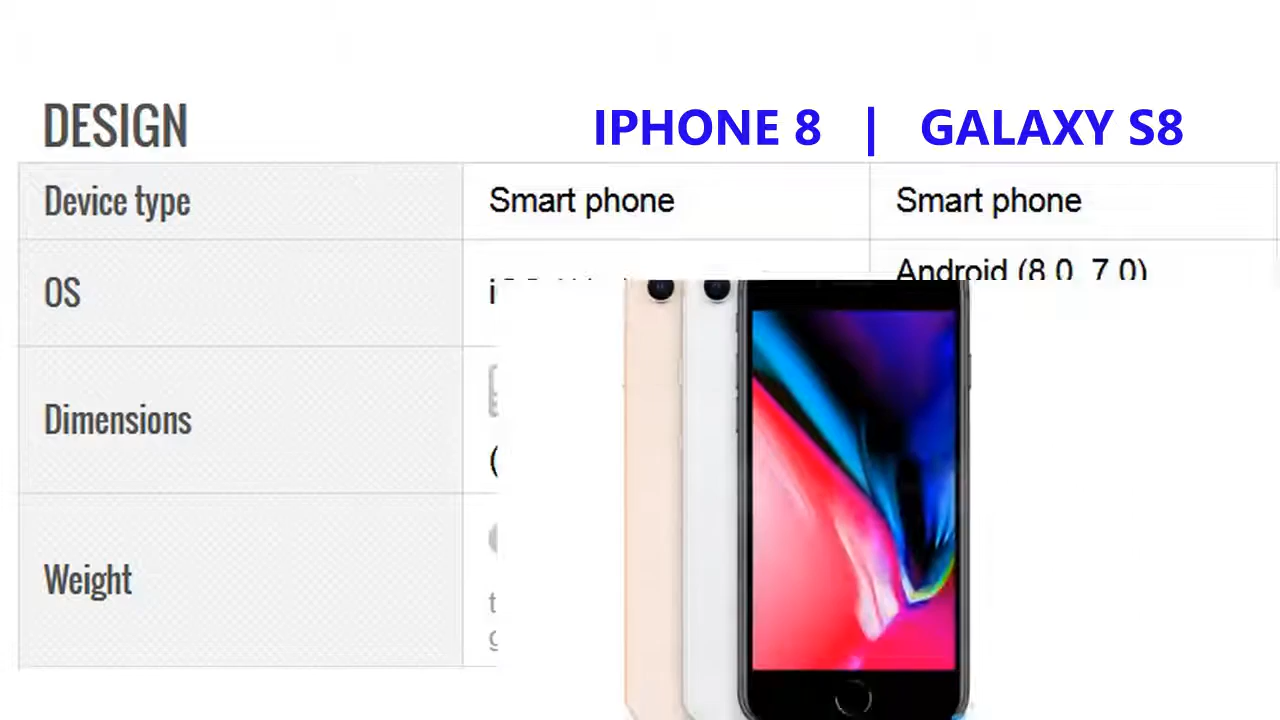 DESIGN
IPHONE 8 | GALAXY S8
Device type Smart phone Smart phone
OS Android (8.0, 7.0)
Dimensions (
Weight